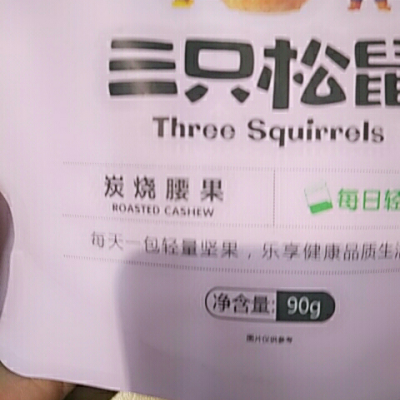 三只松鼠
Three Squirrels
炭烧腰果
ROASTED CASHEW
每日轻
每天一包轻量坚果，乐享健康品质生活
净含量: 90g
图片仅供参考